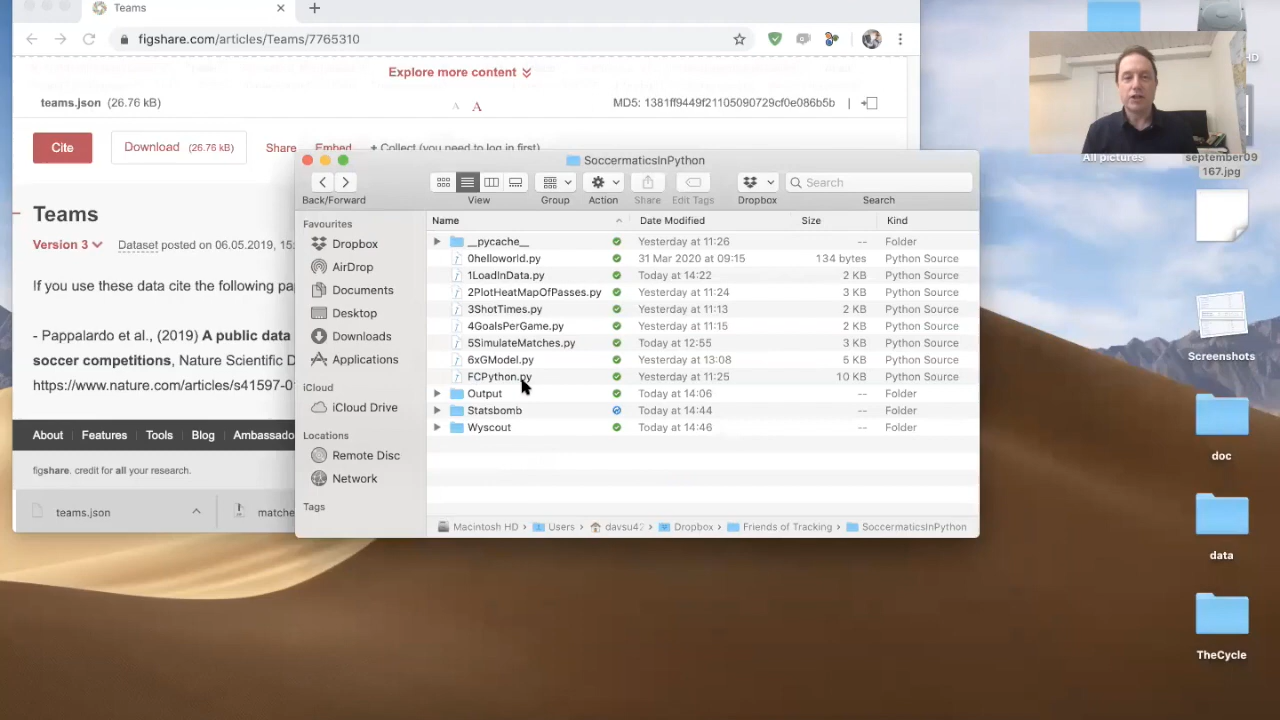 Teams
figshare.com/articles/Teams/7765310
Explore more content
teams.json (26.76 kB)
A A
MD5: 1381ff9449f21105090729cf0e086b5b
Cite
Download (26.76 kB)
Share
Embed
+ Collect (you need to log in first)
Teams
Version 3
Dataset posted on 06.05.2019, 15:
If you use these data cite the following pa
- Pappalardo et al., (2019) A public data
soccer competitions, Nature Scientific D
https://www.nature.com/articles/s41597-0
About Features Tools Blog Ambassado
figshare. credit for all your research.
teams.json
matche
SoccermaticsInPython
Back/Forward
View
Group
Action
Share
Edit Tags
Dropbox
Search
Search
Favourites
Dropbox
AirDrop
Documents
Desktop
Downloads
Applications
iCloud
iCloud Drive
Locations
Remote Disc
Network
Tags
Name Date Modified Size Kind
__pycache__ Yesterday at 11:26 -- Folder
0helloworld.py 31 Mar 2020 at 09:15 134 bytes Python Source
1LoadInData.py Today at 14:22 2 KB Python Source
2PlotHeatMapOfPasses.py Yesterday at 11:24 3 KB Python Source
3ShotTimes.py Yesterday at 11:13 2 KB Python Source
4GoalsPerGame.py Yesterday at 11:15 2 KB Python Source
5SimulateMatches.py Today at 12:55 3 KB Python Source
6xGModel.py Yesterday at 13:08 5 KB Python Source
FCPython.py Yesterday at 11:25 10 KB Python Source
Output Today at 14:06 -- Folder
Statsbomb Today at 14:44 -- Folder
Wyscout Today at 14:46 -- Folder
Macintosh HD › Users › davsu42 › Dropbox › Friends of Tracking › SoccermaticsInPython
HD
All pictures
september09
167.jpg
Screenshots
doc
data
TheCycle